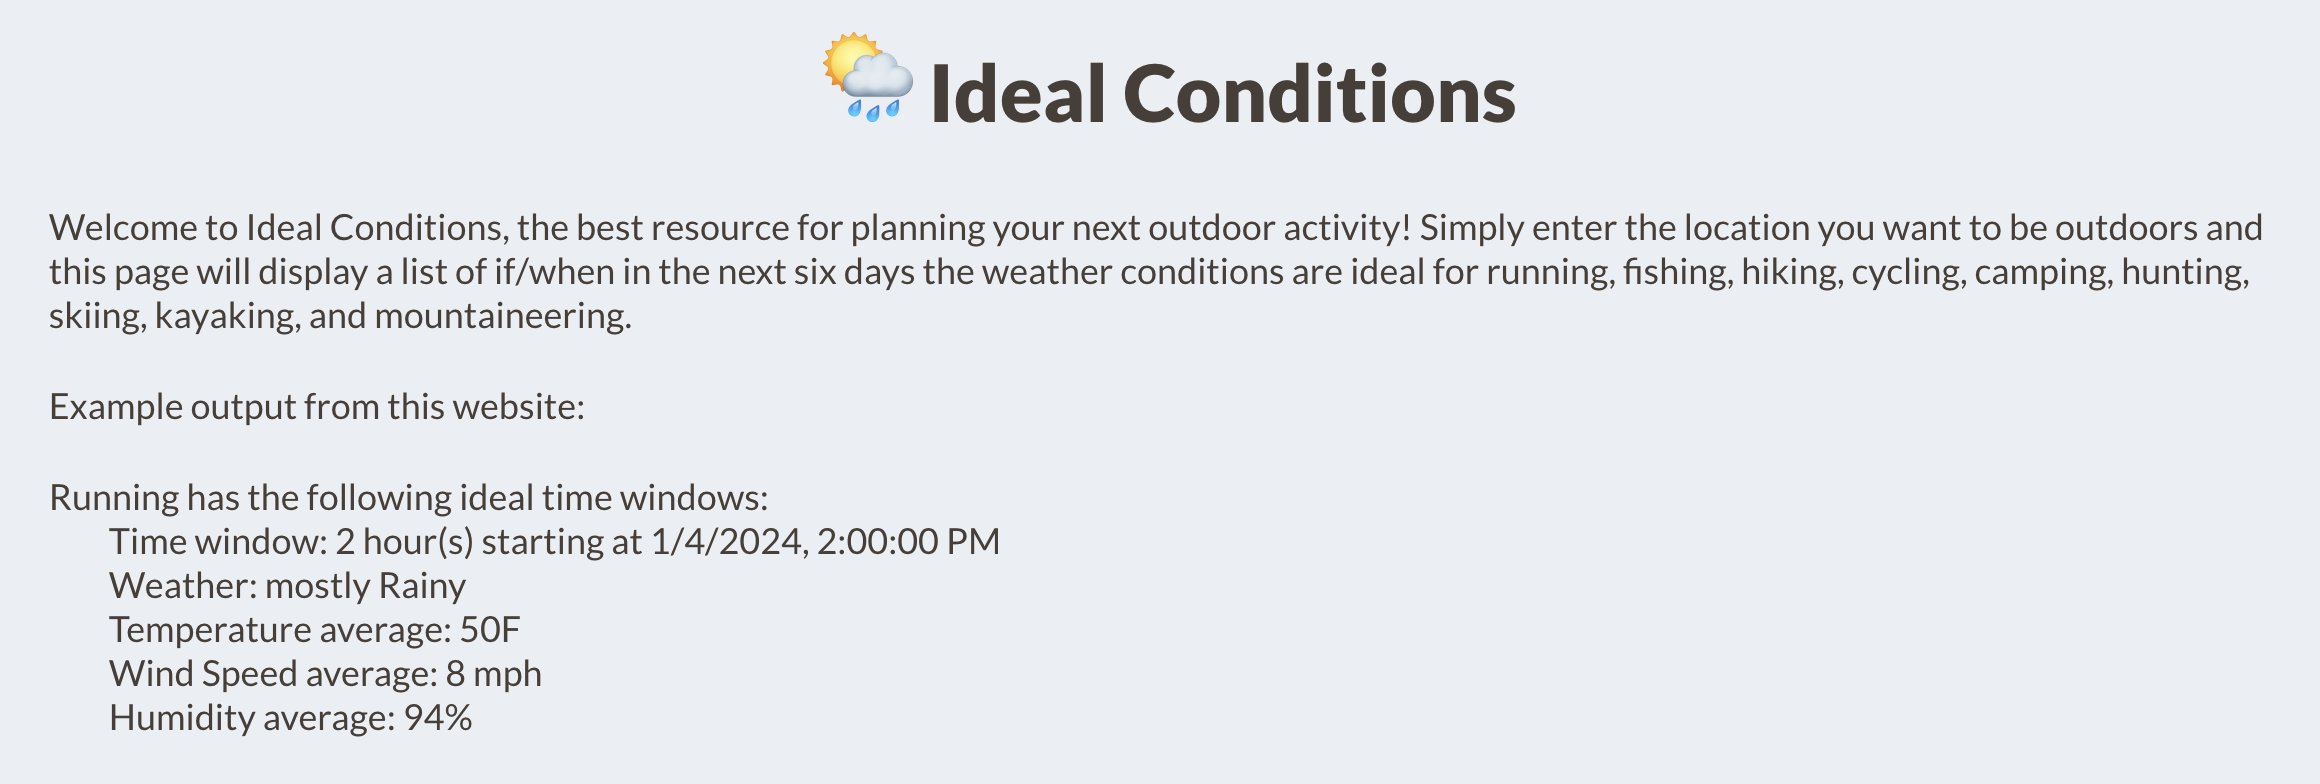 Ideal Conditions
Welcome to Ideal Conditions, the best resource for planning your next outdoor activity! Simply enter the location you want to be outdoors and
this page will display a list of if/when in the next six days the weather conditions are ideal for running, fishing, hiking, cycling, camping, hunting,
skiing, kayaking, and mountaineering.
Example output from this website:
Running has the following ideal time windows:
Time window: 2 hour(s) starting at 1/4/2024, 2:00:00 PM
Weather: mostly Rainy
Temperature average: 50F
Wind Speed average: 8 mph
Humidity average: 94%